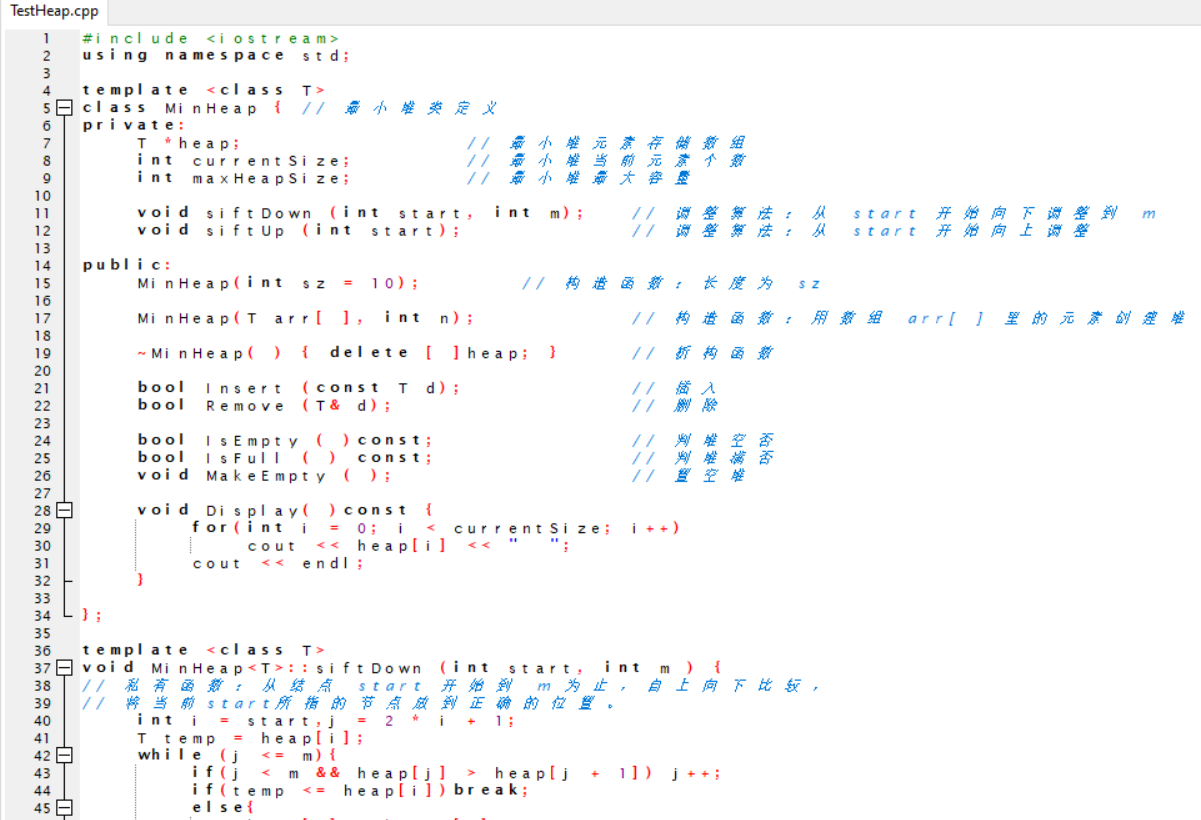 TestHeap.cpp
1 #include <iostream>
2 using namespace std;
3
4 template <class T>
5 class MinHeap { // 最小堆类定义
6 private:
7 T *heap; // 最小堆元素存储数组
8 int currentSize; // 最小堆当前元素个数
9 int maxHeapSize; // 最小堆最大容量
10
11 void siftDown (int start, int m); // 调整算法:从 start 开始向下调整到 m
12 void siftUp (int start); // 调整算法:从 start 开始向上调整
13
14 public:
15 MinHeap(int sz = 10); // 构造函数:长度为 sz
16
17 MinHeap(T arr[ ], int n); // 构造函数:用数组 arr[ ] 里的元素创建堆
18
19 ~MinHeap( ) { delete [ ]heap; } // 析构函数
20
21 bool Insert (const T d); // 插入
22 bool Remove (T& d); // 删除
23
24 bool IsEmpty ( )const; // 判堆空否
25 bool IsFull ( ) const; // 判堆满否
26 void MakeEmpty ( ); // 置空堆
27
28 void Display( )const {
29 for(int i = 0; i < currentSize; i++)
30 cout << heap[i] << " ";
31 cout << endl;
32 }
33
34 };
35
36 template <class T>
37 void MinHeap<T>::siftDown (int start, int m ) {
38 // 私有函数:从结点 start 开始到 m 为止,自上向下比较,
39 // 将当前start所指的节点放到正确的位置。
40 int i = start,j = 2 * i + 1;
41 T temp = heap[i];
42 while (j <= m){
43 if(j < m && heap[j] > heap[j + 1]) j++;
44 if(temp <= heap[i])break;
45 else{